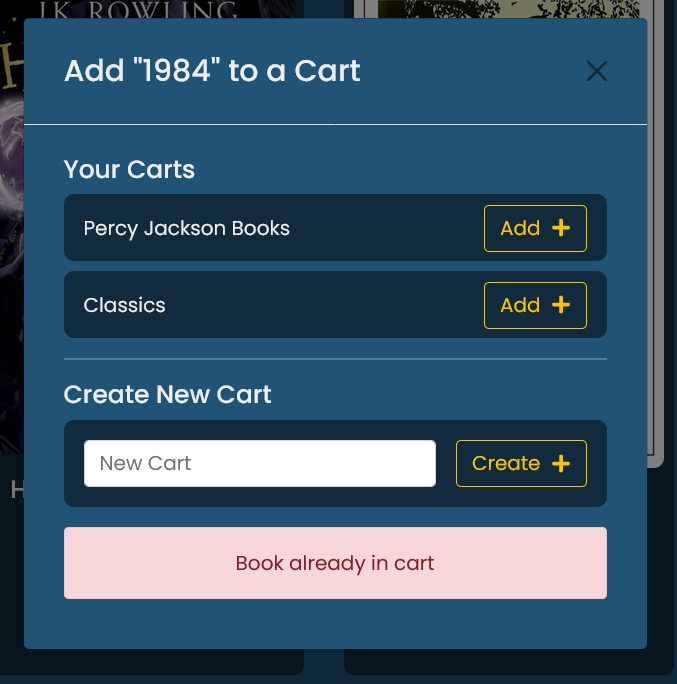 J.K. ROWLING
Add "1984" to a Cart
Your Carts
Percy Jackson Books
Add
Classics
Add
Create New Cart
New Cart
Create
Book already in cart